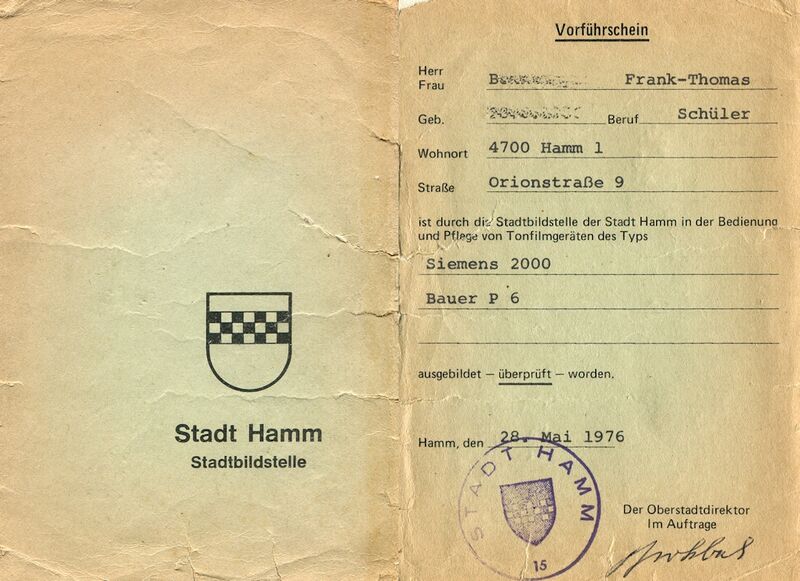 Stadt Hamm
Stadtbildstelle
Vorführschein
Herr
Frau
B Frank-Thomas
Geb. Beruf Schüler
Wohnort 4700 Hamm 1
Straße Orionstraße 9
ist durch die Stadtbildstelle der Stadt Hamm in der Bedienung
und Pflege von Tonfilmgeräten des Typs
Siemens 2000
Bauer P 6
ausgebildet — überprüft — worden.
Hamm, den 28. Mai 1976
STADT HAMM
15
Der Oberstadtdirektor
Im Auftrage